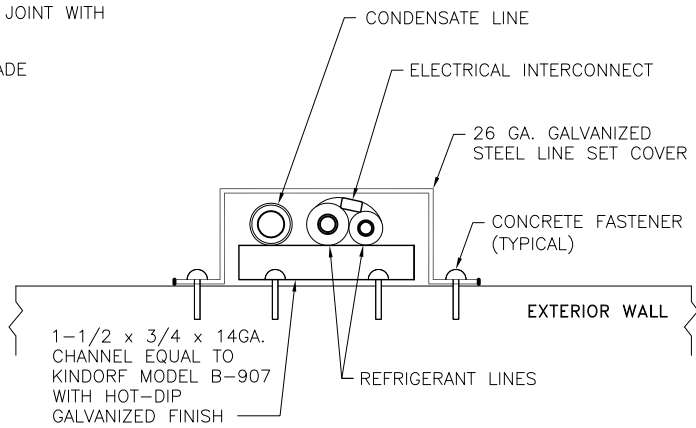 JOINT WITH
ADE
CONDENSATE LINE
ELECTRICAL INTERCONNECT
26 GA. GALVANIZED
STEEL LINE SET COVER
CONCRETE FASTENER
(TYPICAL)
EXTERIOR WALL
1-1/2 x 3/4 x 14GA.
CHANNEL EQUAL TO
KINDORF MODEL B-907
WITH HOT-DIP
GALVANIZED FINISH
REFRIGERANT LINES